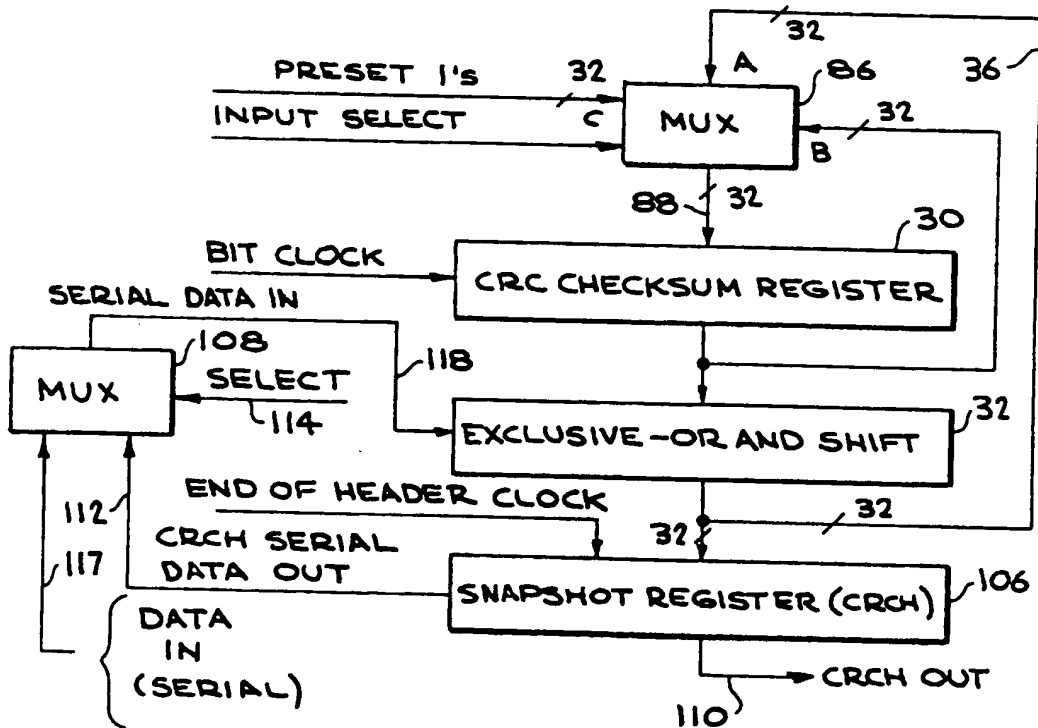 32
36
A
86
PRESET 1's
32
INPUT SELECT
C
MUX
32
B
88
32
30
BIT CLOCK
CRC CHECKSUM REGISTER
SERIAL DATA IN
108
118
MUX
SELECT
114
32
EXCLUSIVE-OR AND SHIFT
END OF HEADER CLOCK
112
32
32
CRCH SERIAL
DATA OUT
117
SNAPSHOT REGISTER (CRCH)
106
DATA
IN
(SERIAL)
CRCH OUT
110